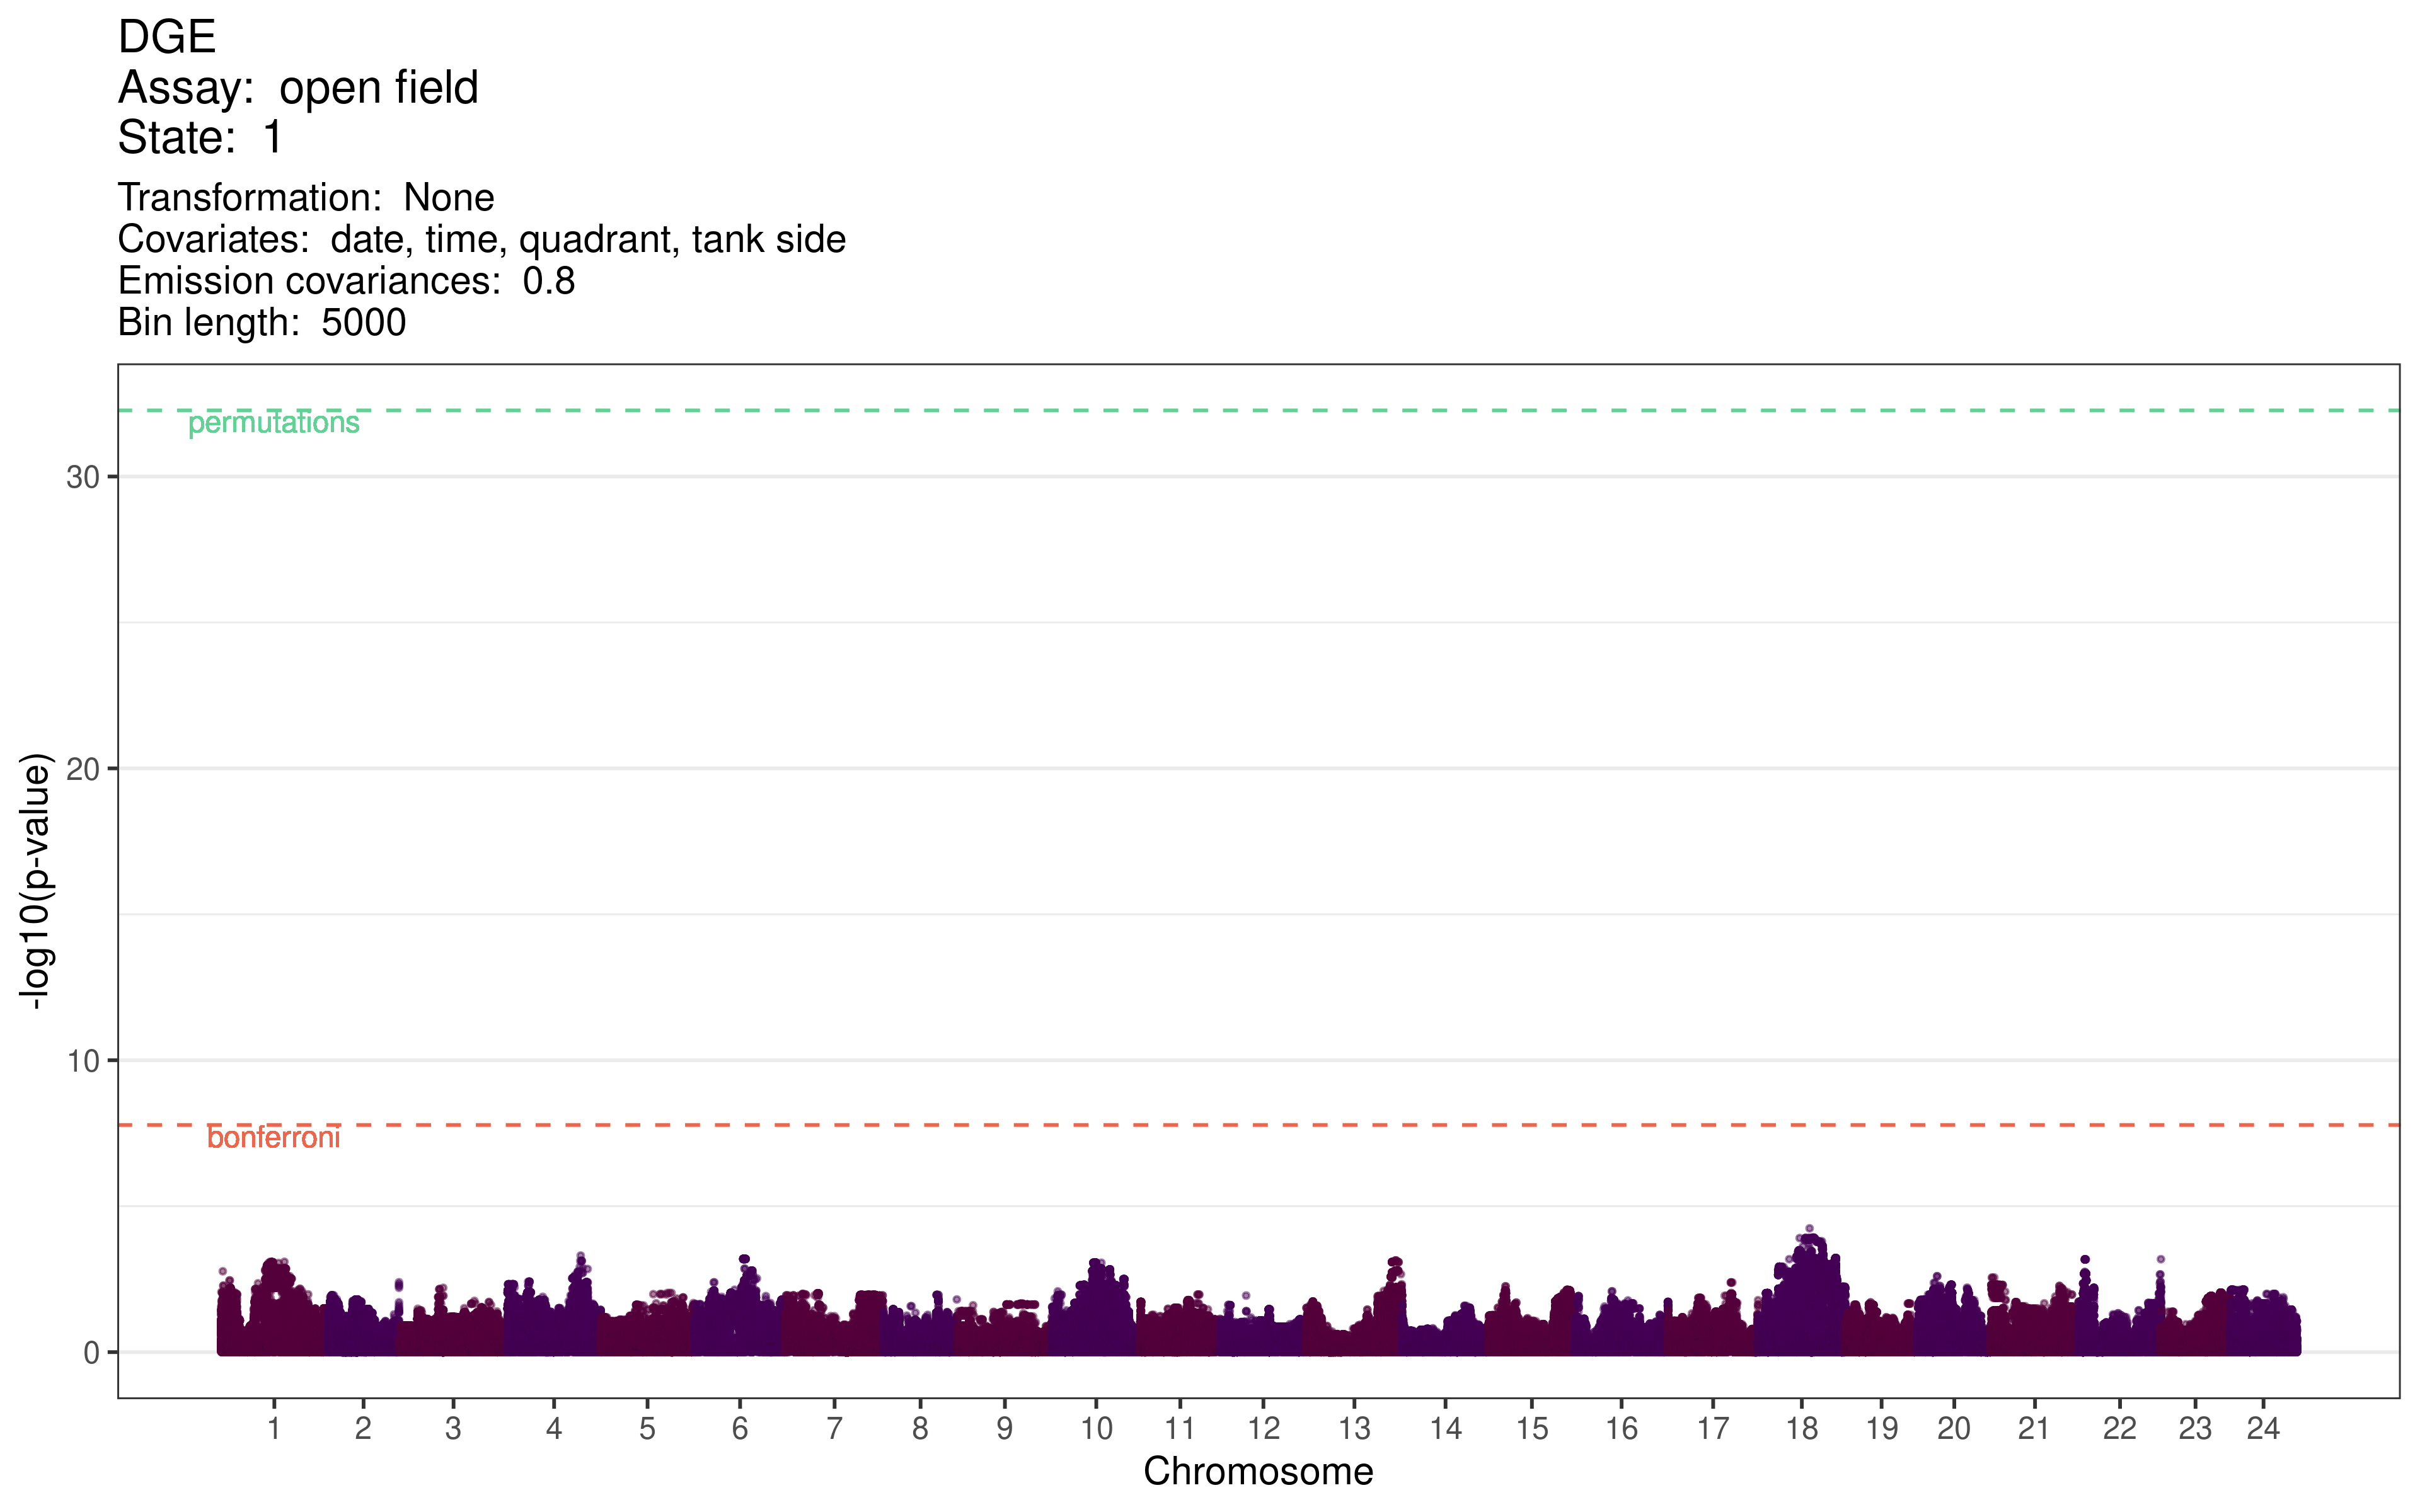 DGE
Assay:  open field
State:  1
Transformation:  None
Covariates:  date, time, quadrant, tank side
Emission covariances:  0.8
Bin length:  5000
permutations
30
20
10
bonferroni
0
-log10(p-value)
1 2 3 4 5 6 7 8 9 10 11 12 13 14 15 16 17 18 19 20 21 22 23 24
Chromosome